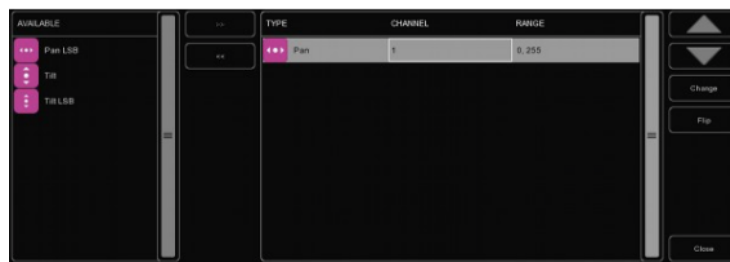 AVAILABLE
Pan LSB
Tilt
Tilt LSB
>>
<<
TYPE CHANNEL RANGE
Pan 1 0, 255
Change
Flip
Close